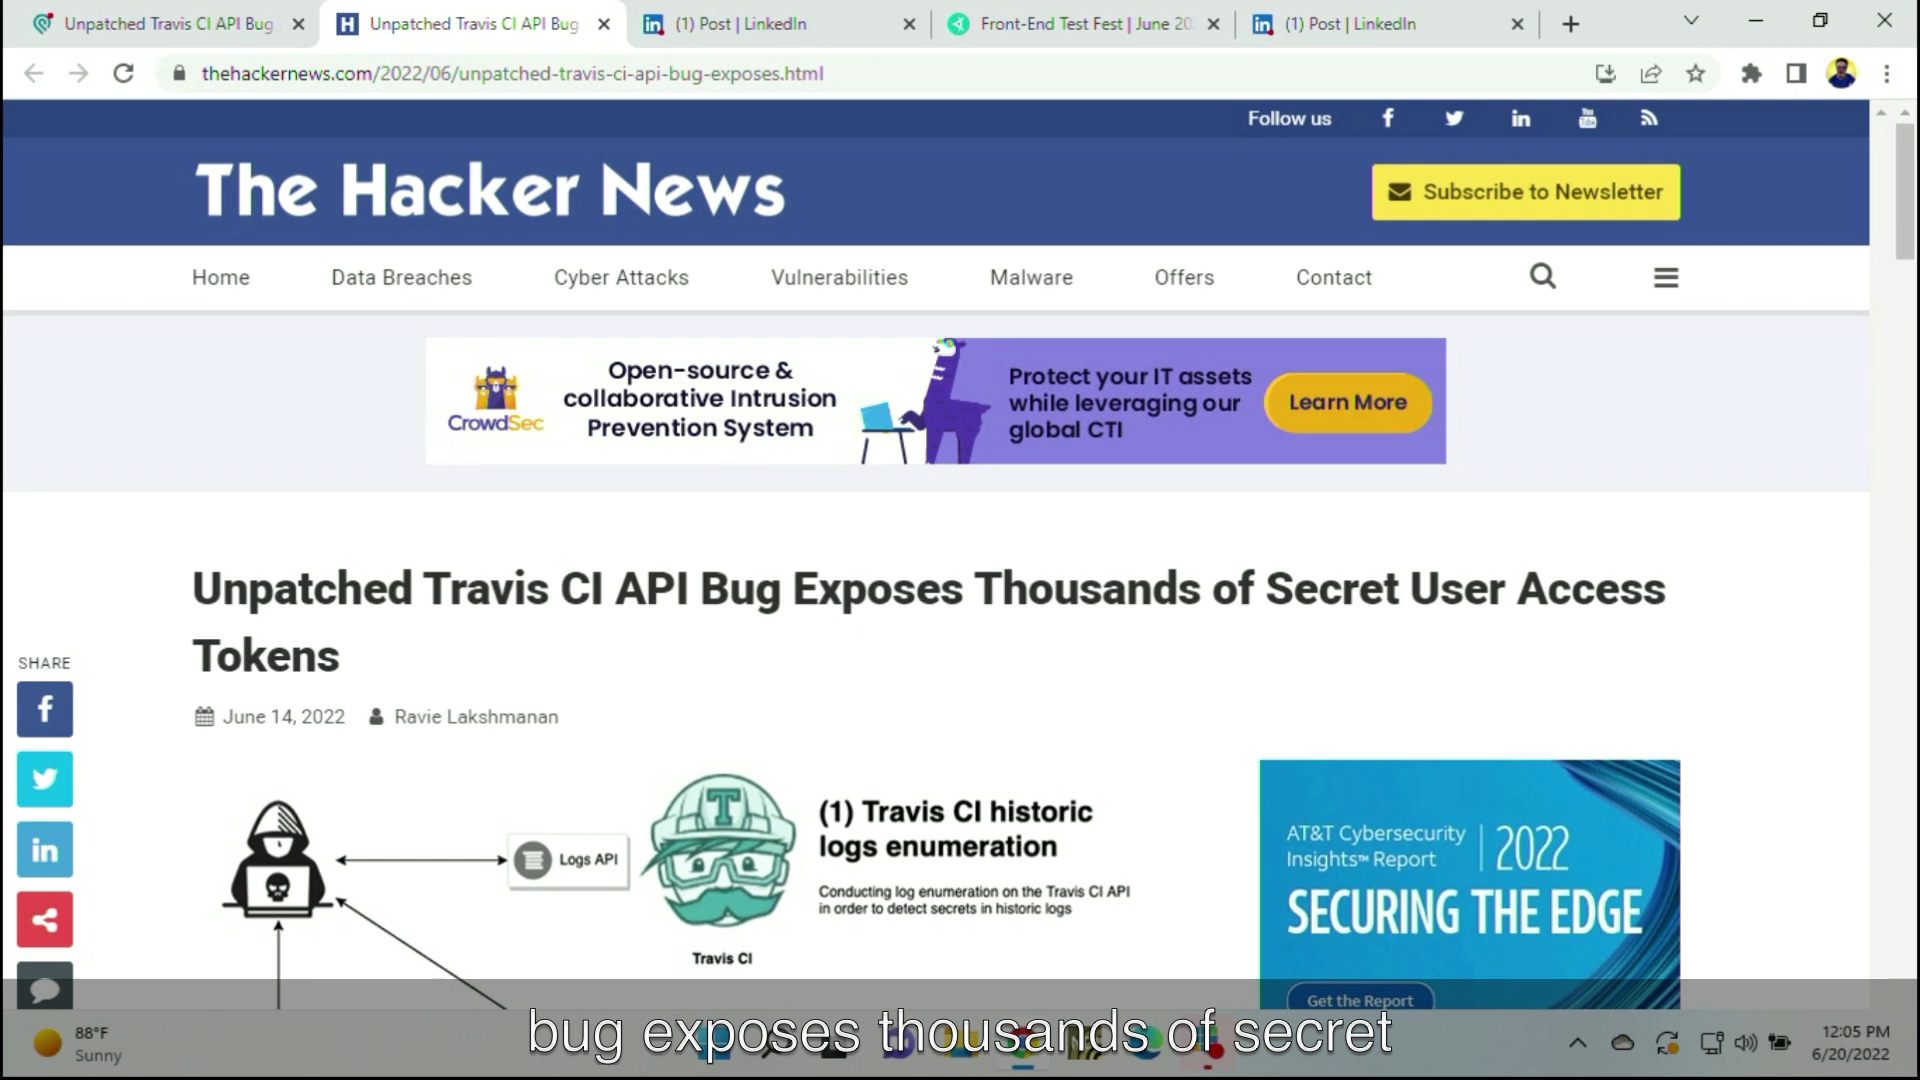 Unpatched Travis CI API Bug
Unpatched Travis CI API Bug
(1) Post | LinkedIn
Front-End Test Fest | June 20
(1) Post | LinkedIn
thehackernews.com/2022/06/unpatched-travis-ci-api-bug-exposes.html
Follow us
The Hacker News
Subscribe to Newsletter
Home
Data Breaches
Cyber Attacks
Vulnerabilities
Malware
Offers
Contact
CrowdSec
Open-source &
collaborative Intrusion
Prevention System
Protect your IT assets
while leveraging our
global CTI
Learn More
Unpatched Travis CI API Bug Exposes Thousands of Secret User Access
Tokens
June 14, 2022
Ravie Lakshmanan
SHARE
Logs API
T
Travis CI
(1) Travis CI historic
logs enumeration
Conducting log enumeration on the Travis CI API
in order to detect secrets in historic logs
AT&T Cybersecurity
Insights™ Report
2022
SECURING THE EDGE
Get the Report
bug exposes thousands of secret
88°F
Sunny
12:05 PM
6/20/2022